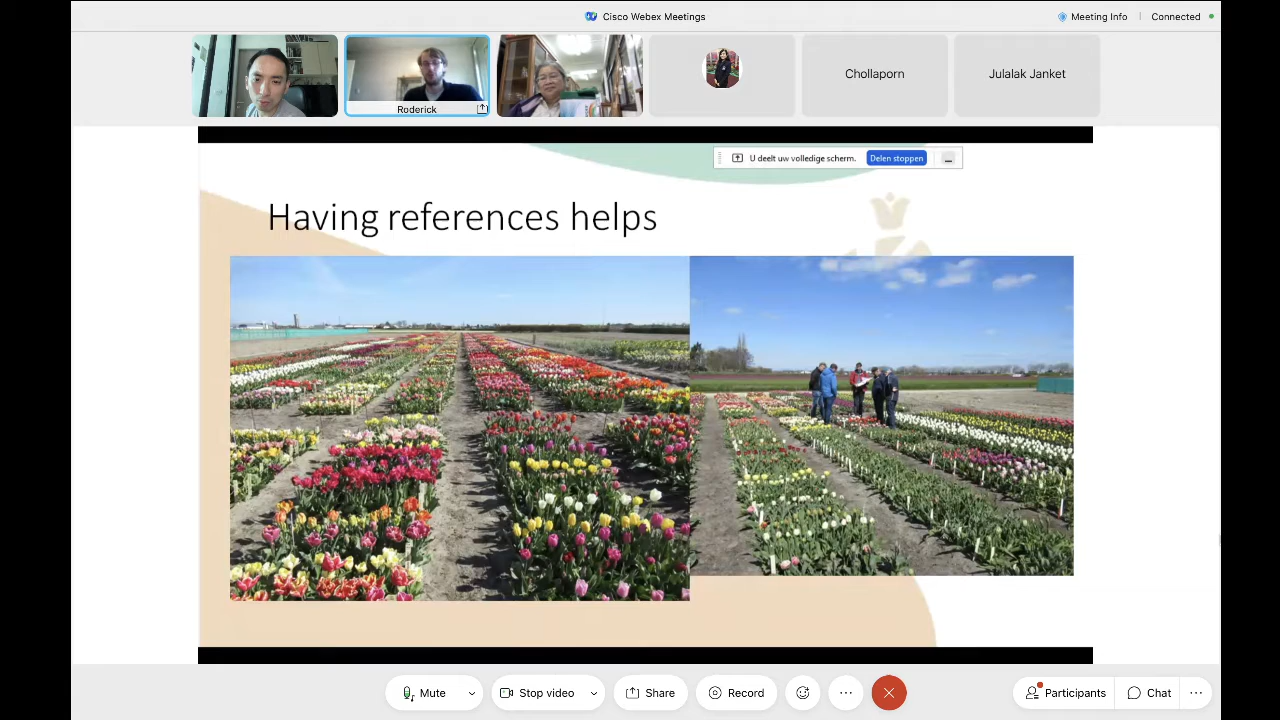 Cisco Webex Meetings
Meeting Info
Connected
Roderick
Chollaporn
Julalak Janket
U deelt uw volledige scherm.
Delen stoppen
Having references helps
Mute
Stop video
Share
Record
Participants
Chat